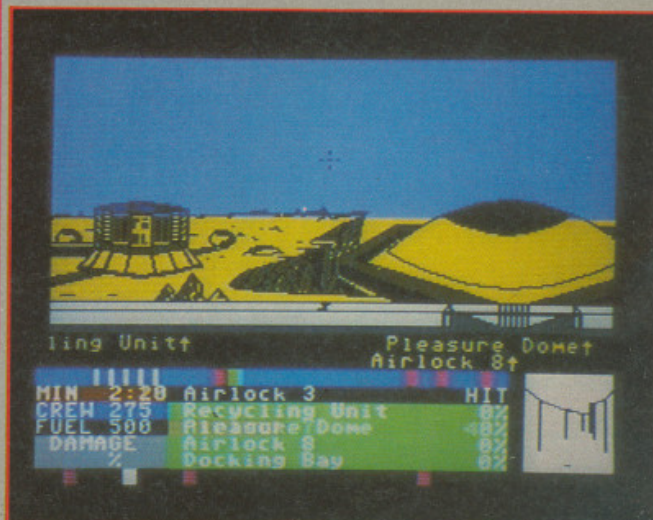 ling Unit↑ Pleasure Dome↑
Airlock 8↑
MIN 2:20 Airlock 3 HIT
CREW 275 Recycling Unit 0%
FUEL 500 Pleasure Dome 0%
DAMAGE Airlock 8 0%
% Docking Bay 0%